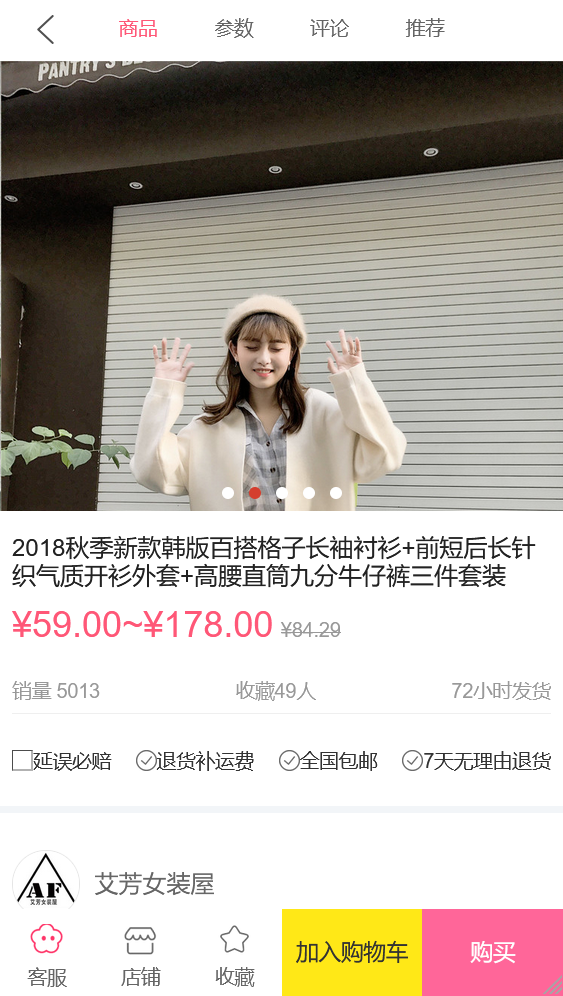 商品 参数 评论 推荐
PANTRY'S
2018秋季新款韩版百搭格子长袖衬衫+前短后长针
织气质开衫外套+高腰直筒九分牛仔裤三件套装
¥59.00~¥178.00 ¥84.29
销量 5013 收藏49人 72小时发货
延误必赔 退货补运费 全国包邮 7天无理由退货
AF
艾芳女装屋
艾芳女装屋
客服 店铺 收藏 加入购物车 购买